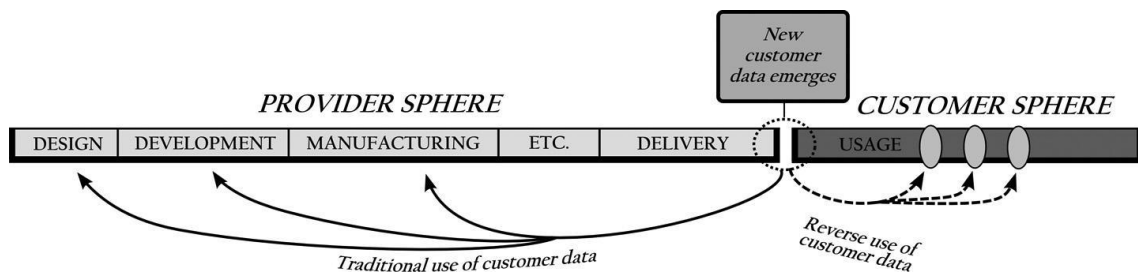 New
customer
data emerges
PROVIDER SPHERE
CUSTOMER SPHERE
DESIGN
DEVELOPMENT
MANUFACTURING
ETC.
DELIVERY
USAGE
Traditional use of customer data
Reverse use of
customer data